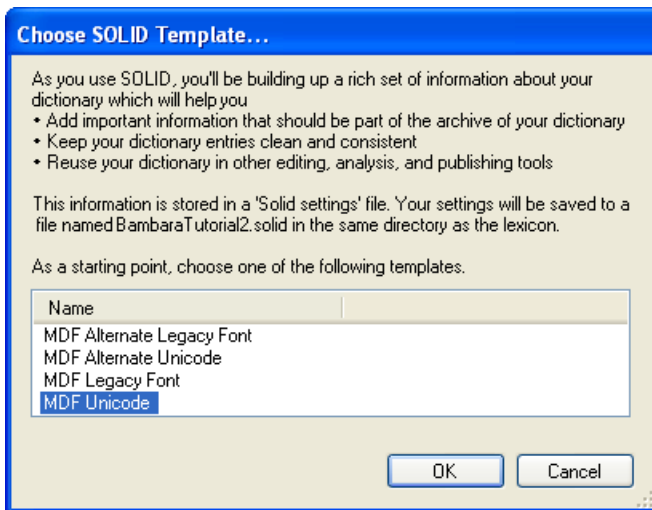 Choose SOLID Template...
As you use SOLID, you'll be building up a rich set of information about your
dictionary which will help you
• Add important information that should be part of the archive of your dictionary
• Keep your dictionary entries clean and consistent
• Reuse your dictionary in other editing, analysis, and publishing tools
This information is stored in a 'Solid settings' file. Your settings will be saved to a
file named BambaraTutorial2.solid in the same directory as the lexicon.
As a starting point, choose one of the following templates.
Name
MDF Alternate Legacy Font
MDF Alternate Unicode
MDF Legacy Font
MDF Unicode
OK Cancel